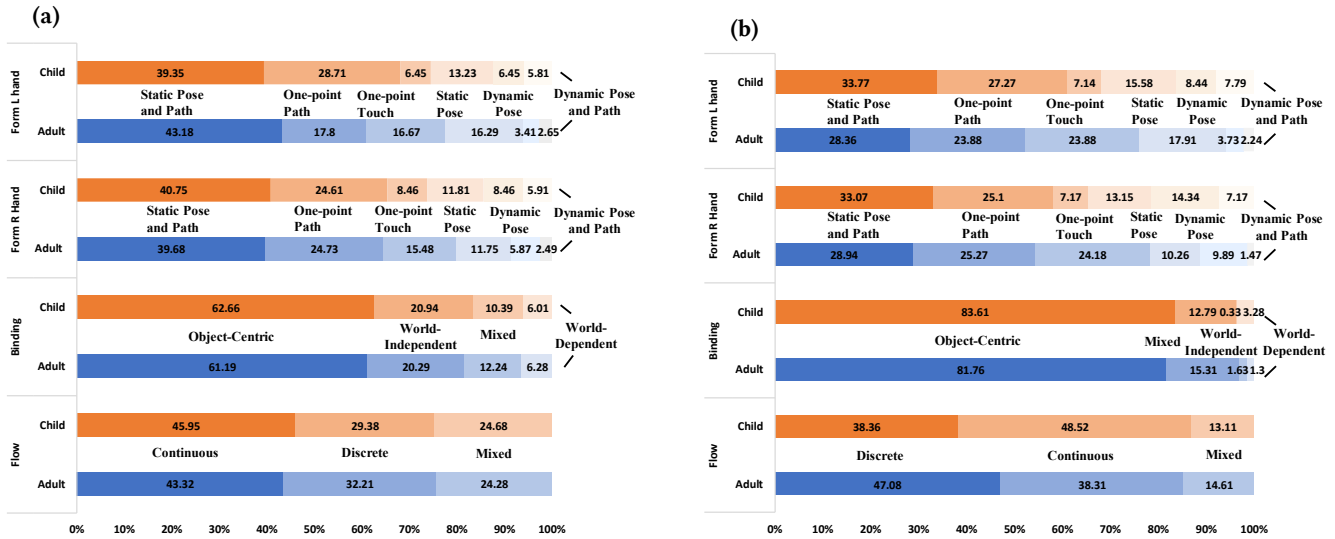 (a)
Form L hand
Child
39.35 28.71 6.45 13.23 6.45 5.81
Static Pose and Path
One-point Path
One-point Touch
Static Pose
Dynamic Pose
Dynamic Pose and Path
Adult
43.18 17.8 16.67 16.29 3.41 2.65
Form R Hand
Child
40.75 24.61 8.46 11.81 8.46 5.91
Static Pose and Path
One-point Path
One-point Touch
Static Pose
Dynamic Pose
Dynamic Pose and Path
Adult
39.68 24.73 15.48 11.75 5.87 2.49
Binding
Child
62.66 20.94 10.39 6.01
Object-Centric
World-Independent
Mixed
World-Dependent
Adult
61.19 20.29 12.24 6.28
Flow
Child
45.95 29.38 24.68
Continuous Discrete Mixed
Adult
43.32 32.21 24.28
0% 10% 20% 30% 40% 50% 60% 70% 80% 90% 100%
(b)
Form L hand
Child
33.77 27.27 7.14 15.58 8.44 7.79
Static Pose and Path
One-point Path
One-point Touch
Static Pose
Dynamic Pose
Dynamic Pose and Path
Adult
28.36 23.88 23.88 17.91 3.73 2.24
Form R Hand
Child
33.07 25.1 7.17 13.15 14.34 7.17
Static Pose and Path
One-point Path
One-point Touch
Static Pose
Dynamic Pose
Dynamic Pose and Path
Adult
28.94 25.27 24.18 10.26 9.89 1.47
Binding
Child
83.61 12.79 0.33 3.28
Object-Centric
Mixed
World-Independent
World-Dependent
Adult
81.76 15.31 1.63 1.3
Flow
Child
38.36 48.52 13.11
Discrete Continuous Mixed
Adult
47.08 38.31 14.61
0% 10% 20% 30% 40% 50% 60% 70% 80% 90% 100%